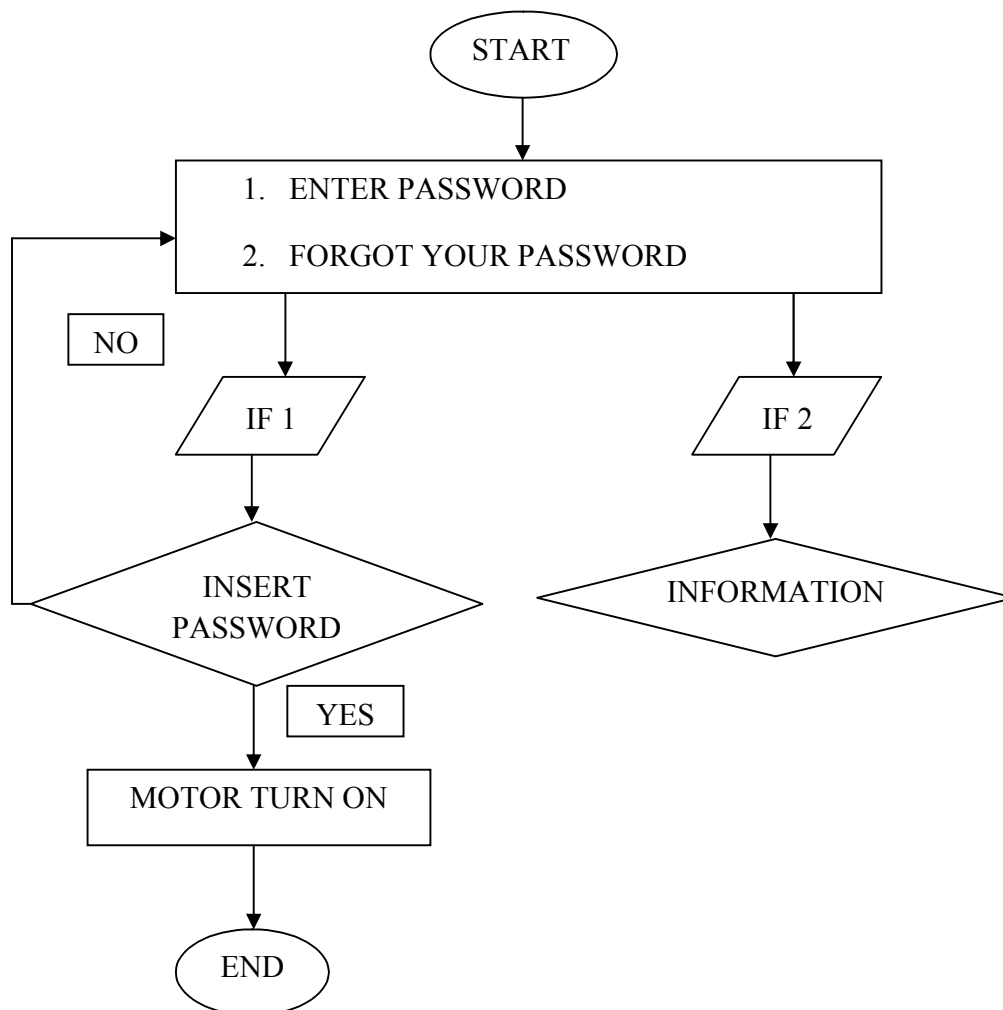 START
1. ENTER PASSWORD
2. FORGOT YOUR PASSWORD
NO
IF 1
IF 2
INSERT
PASSWORD
INFORMATION
YES
MOTOR TURN ON
END